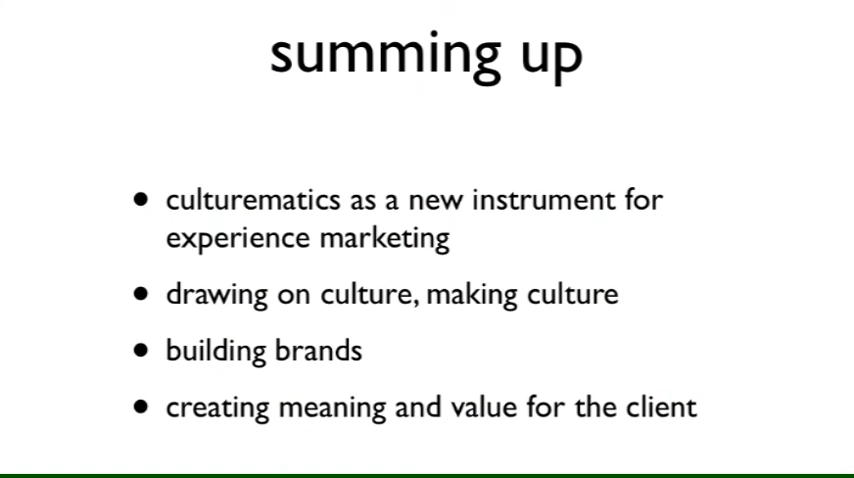 summing up
• culturematics as a new instrument for
experience marketing
• drawing on culture, making culture
• building brands
• creating meaning and value for the client